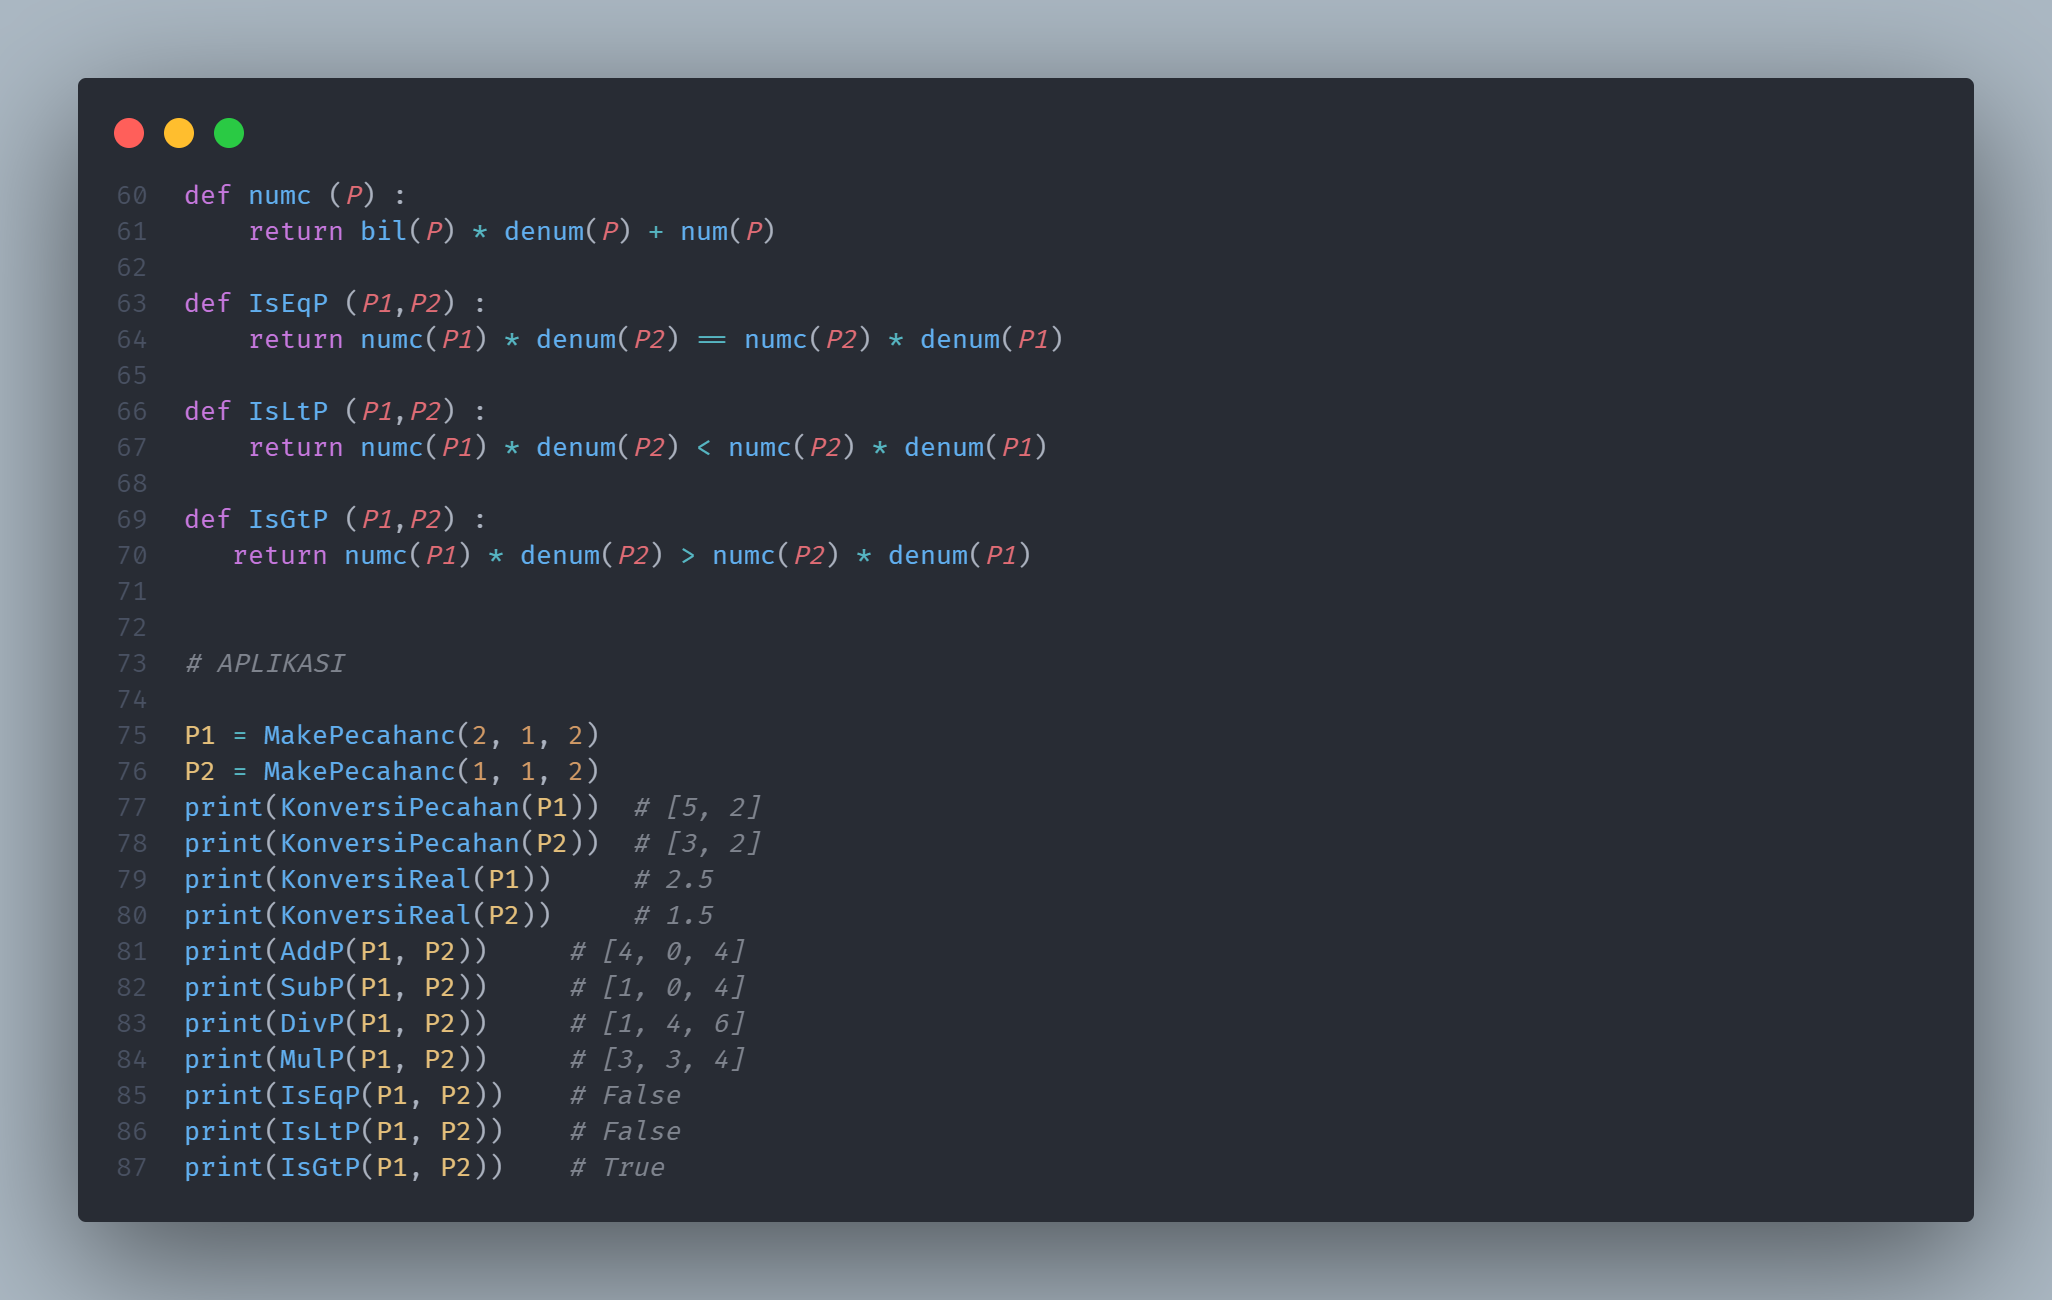 60 def numc (P) :
61     return bil(P) * denum(P) + num(P)
62
63 def IsEqP (P1,P2) :
64     return numc(P1) * denum(P2) == numc(P2) * denum(P1)
65
66 def IsLtP (P1,P2) :
67     return numc(P1) * denum(P2) < numc(P2) * denum(P1)
68
69 def IsGtP (P1,P2) :
70    return numc(P1) * denum(P2) > numc(P2) * denum(P1)
71
72
73 # APLIKASI
74
75 P1 = MakePecahanc(2, 1, 2)
76 P2 = MakePecahanc(1, 1, 2)
77 print(KonversiPecahan(P1))  # [5, 2]
78 print(KonversiPecahan(P2))  # [3, 2]
79 print(KonversiReal(P1))     # 2.5
80 print(KonversiReal(P2))     # 1.5
81 print(AddP(P1, P2))     # [4, 0, 4]
82 print(SubP(P1, P2))     # [1, 0, 4]
83 print(DivP(P1, P2))     # [1, 4, 6]
84 print(MulP(P1, P2))     # [3, 3, 4]
85 print(IsEqP(P1, P2))    # False
86 print(IsLtP(P1, P2))    # False
87 print(IsGtP(P1, P2))    # True